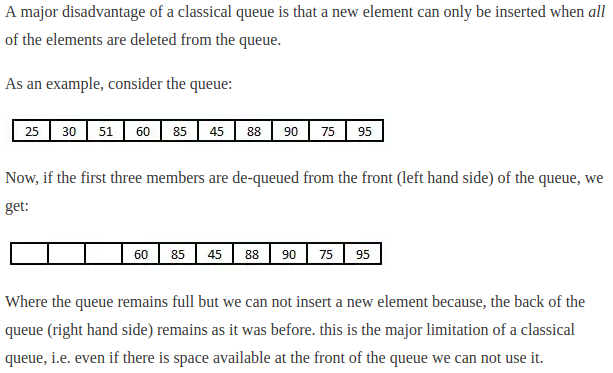 A major disadvantage of a classical queue is that a new element can only be inserted when all
of the elements are deleted from the queue.
As an example, consider the queue:
25 30 51 60 85 45 88 90 75 95
Now, if the first three members are de-queued from the front (left hand side) of the queue, we
get:
60 85 45 88 90 75 95
Where the queue remains full but we can not insert a new element because, the back of the
queue (right hand side) remains as it was before. this is the major limitation of a classical
queue, i.e. even if there is space available at the front of the queue we can not use it.